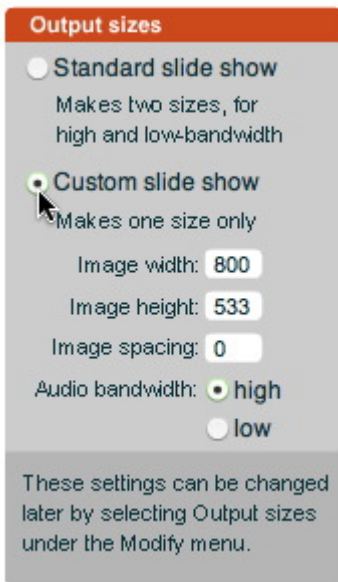 Output sizes
Standard slide show
Makes two sizes, for
high and low-bandwidth
Custom slide show
Makes one size only
Image width: 800
Image height: 533
Image spacing: 0
Audio bandwidth: high
low
These settings can be changed
later by selecting Output sizes
under the Modify menu.